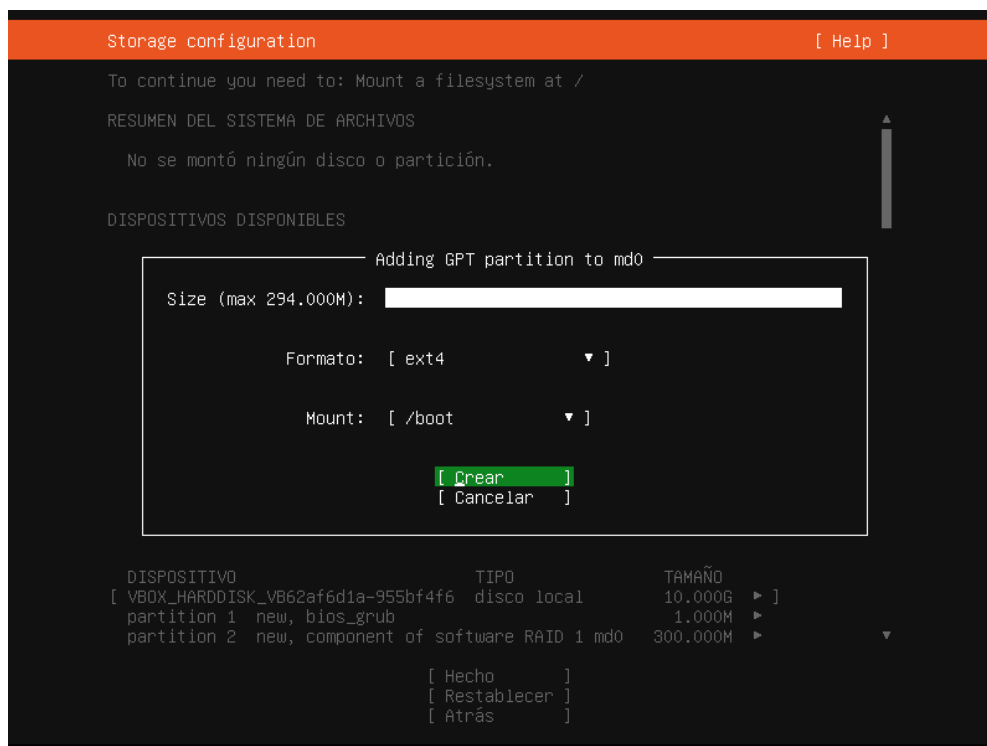 Storage configuration [ Help ]
To continue you need to: Mount a filesystem at /
RESUMEN DEL SISTEMA DE ARCHIVOS
No se montó ningún disco o partición.
DISPOSITIVOS DISPONIBLES
Adding GPT partition to md0
Size (max 294.000M):
Formato: [ ext4 ▾ ]
Mount: [ /boot ▾ ]
[ Crear ]
[ Cancelar ]
DISPOSITIVO TIPO TAMAÑO
[ VBOX_HARDDISK_VB62af6d1a-955bf4f6 disco local 10.000G ▸ ]
partition 1 new, bios_grub 1.000M ▸
partition 2 new, component of software RAID 1 md0 300.000M ▸
[ Hecho ]
[ Restablecer ]
[ Atrás ]